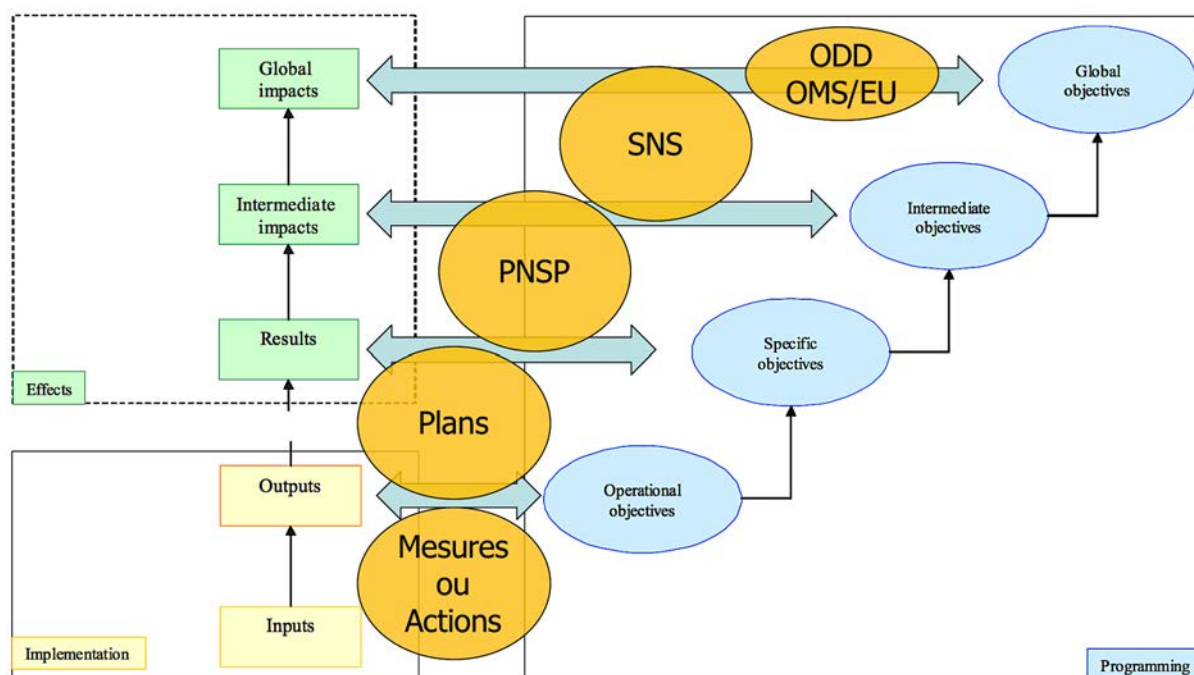 Global
impacts
ODD
OMS/EU
Global
objectives
SNS
Intermediate
impacts
Intermediate
objectives
PNSP
Results
Specific
objectives
Effects
Plans
Outputs
Operational
objectives
Mesures
ou
Actions
Inputs
Implementation
Programming